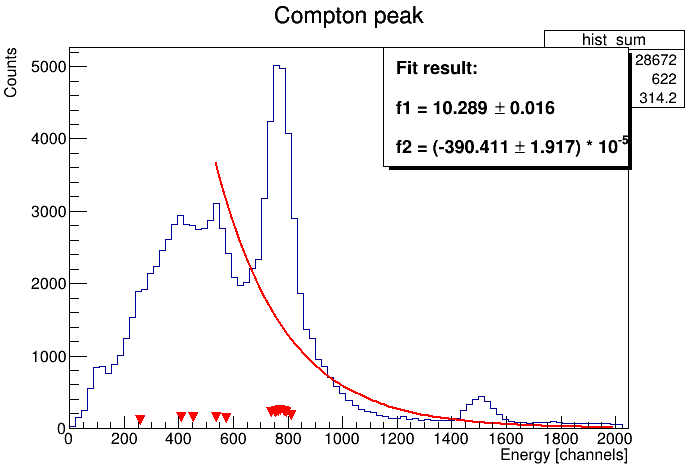 Compton peak
hist sum
28672
622
314.2
Fit result:
f1 = 10.289 ± 0.016
f2 = (-390.411 ± 1.917) * 10^-5
Counts
5000
4000
3000
2000
1000
0
0 200 400 600 800 1000 1200 1400 1600 1800 2000
Energy [channels]